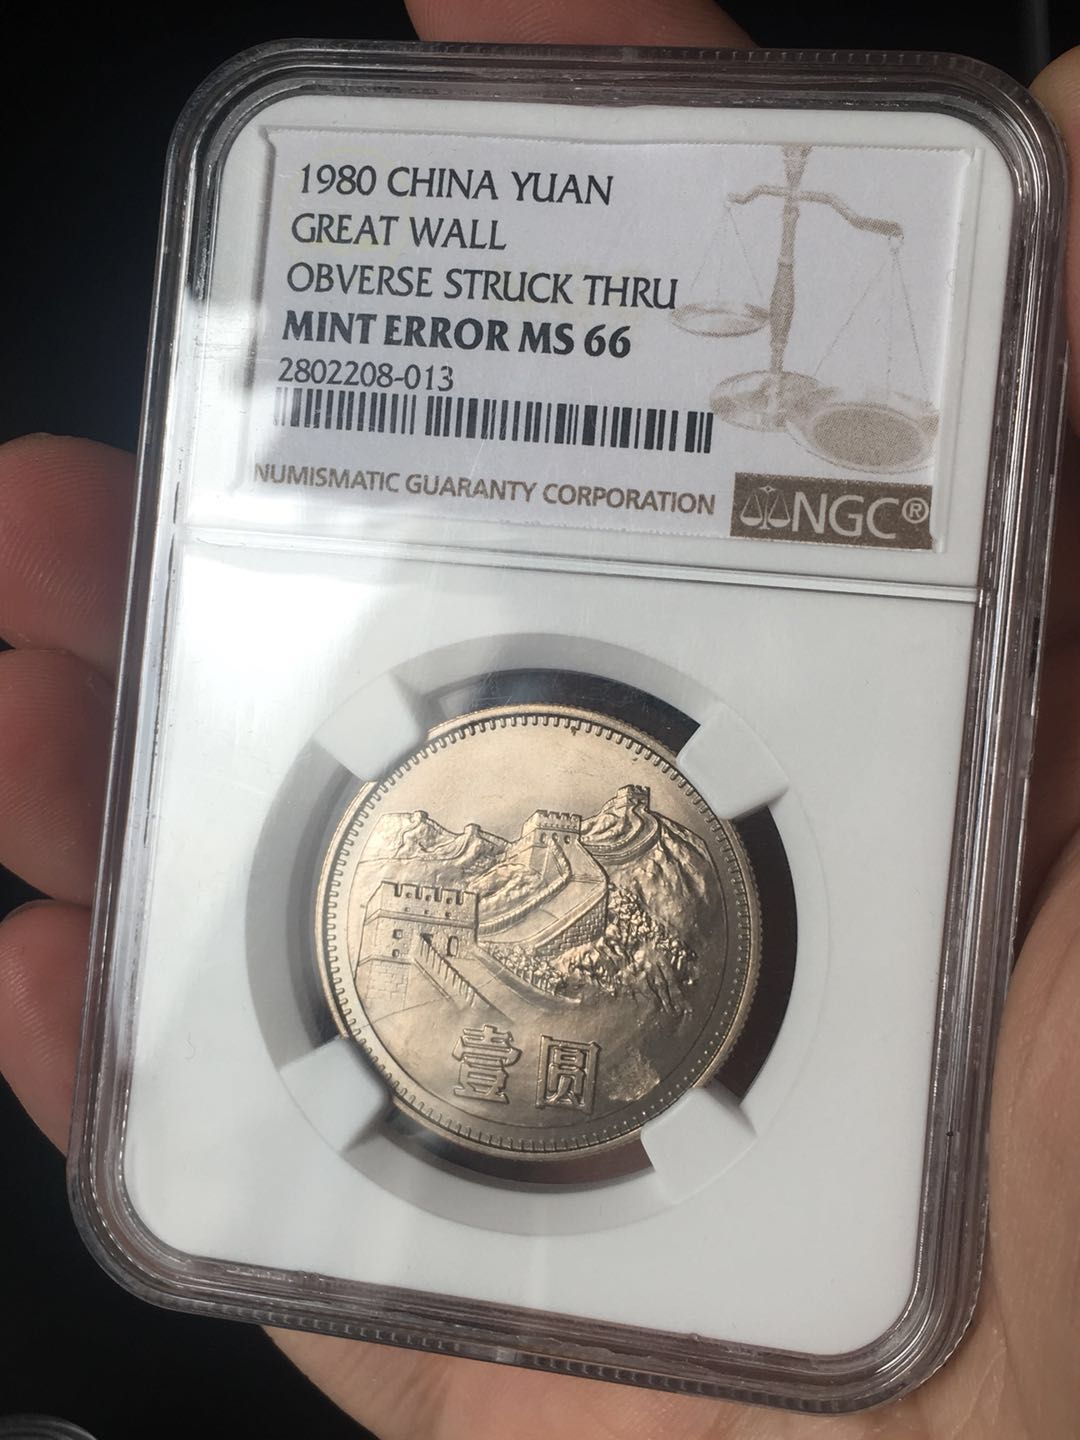 1980 CHINA YUAN
GREAT WALL
OBVERSE STRUCK THRU
MINT ERROR MS 66
2802208-013
NUMISMATIC GUARANTY CORPORATION
NGC®
壹圆